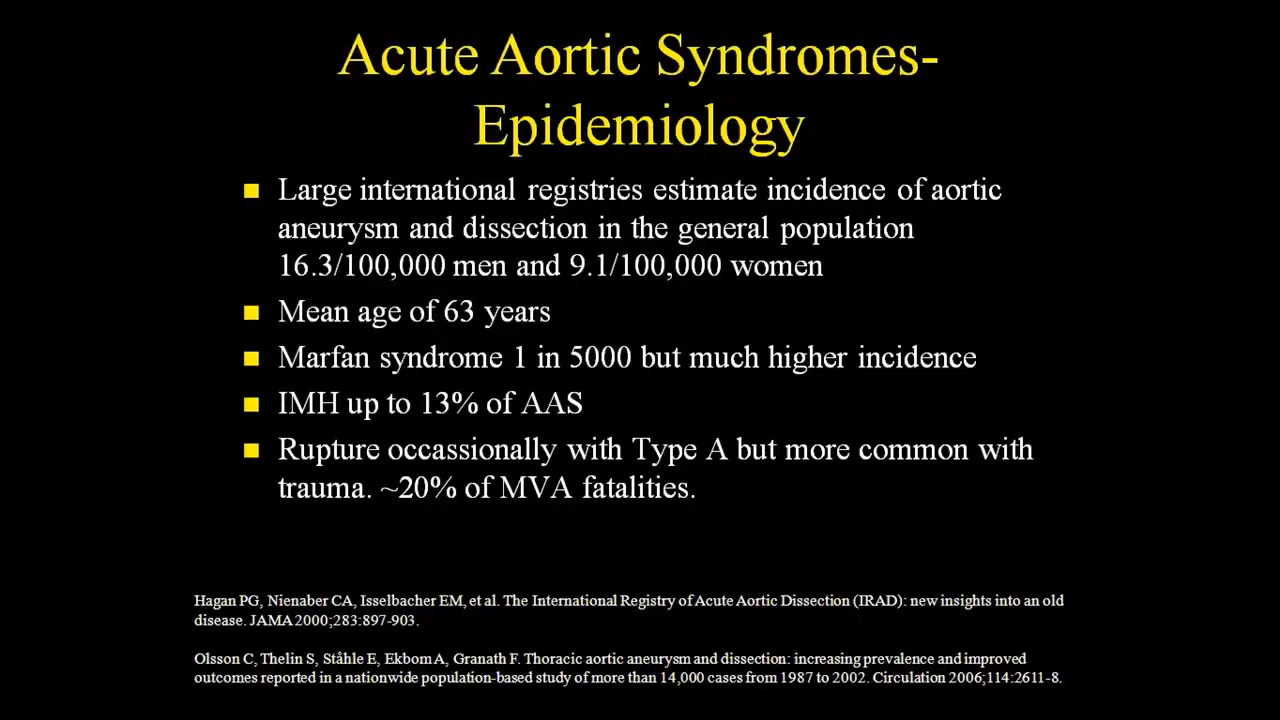 Acute Aortic Syndromes-
Epidemiology
Large international registries estimate incidence of aortic
aneurysm and dissection in the general population
16.3/100,000 men and 9.1/100,000 women
Mean age of 63 years
Marfan syndrome 1 in 5000 but much higher incidence
IMH up to 13% of AAS
Rupture occassionally with Type A but more common with
trauma. ~20% of MVA fatalities.
Hagan PG, Nienaber CA, Isselbacher EM, et al. The International Registry of Acute Aortic Dissection (IRAD): new insights into an old
disease. JAMA 2000;283:897-903.
Olsson C, Thelin S, Ståhle E, Ekbom A, Granath F. Thoracic aortic aneurysm and dissection: increasing prevalence and improved
outcomes reported in a nationwide population-based study of more than 14,000 cases from 1987 to 2002. Circulation 2006;114:2611-8.